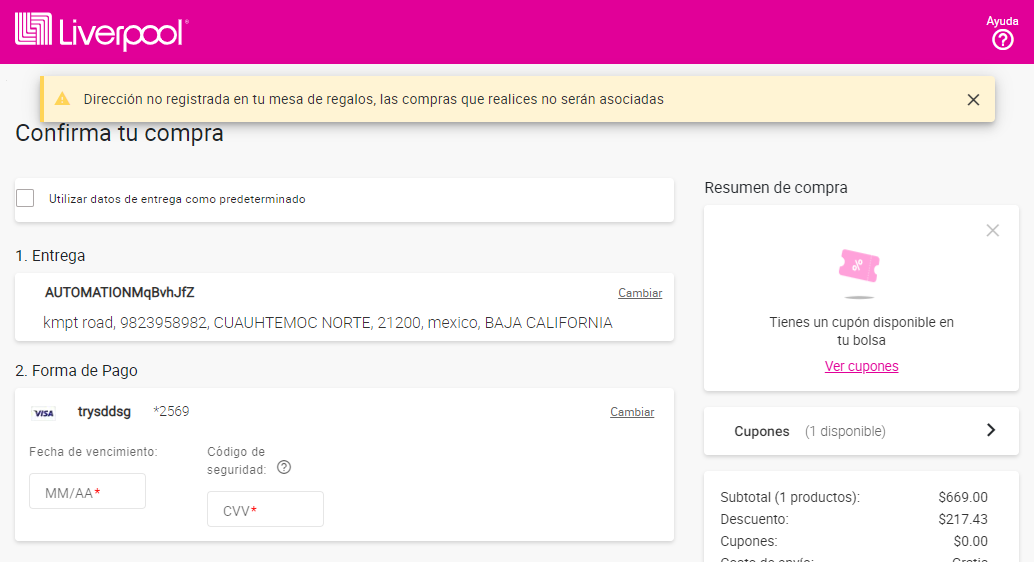 Liverpool
Ayuda
Dirección no registrada en tu mesa de regalos, las compras que realices no serán asociadas
Confirma tu compra
Utilizar datos de entrega como predeterminado
1. Entrega
AUTOMATIONMqBvhJfZ
Cambiar
kmpt road, 9823958982, CUAUHTEMOC NORTE, 21200, mexico, BAJA CALIFORNIA
2. Forma de Pago
VISA trysddsg *2569
Cambiar
Fecha de vencimiento:
MM/AA*
Código de
seguridad:
CVV*
Resumen de compra
%
Tienes un cupón disponible en
tu bolsa
Ver cupones
Cupones (1 disponible)
Subtotal (1 productos): $669.00
Descuento: $217.43
Cupones: $0.00
Costo de envío: Gratis